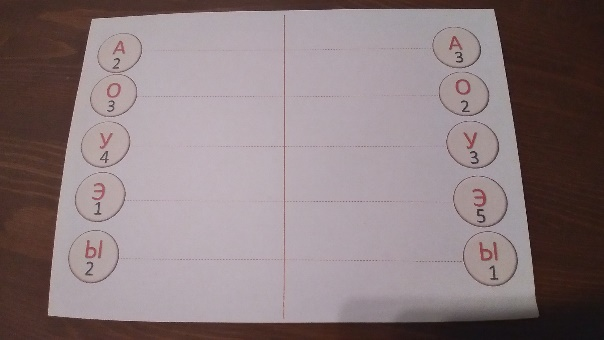 А А
2 3
О О
3 2
У У
4 3
Э Э
1 5
Ы Ы
2 1